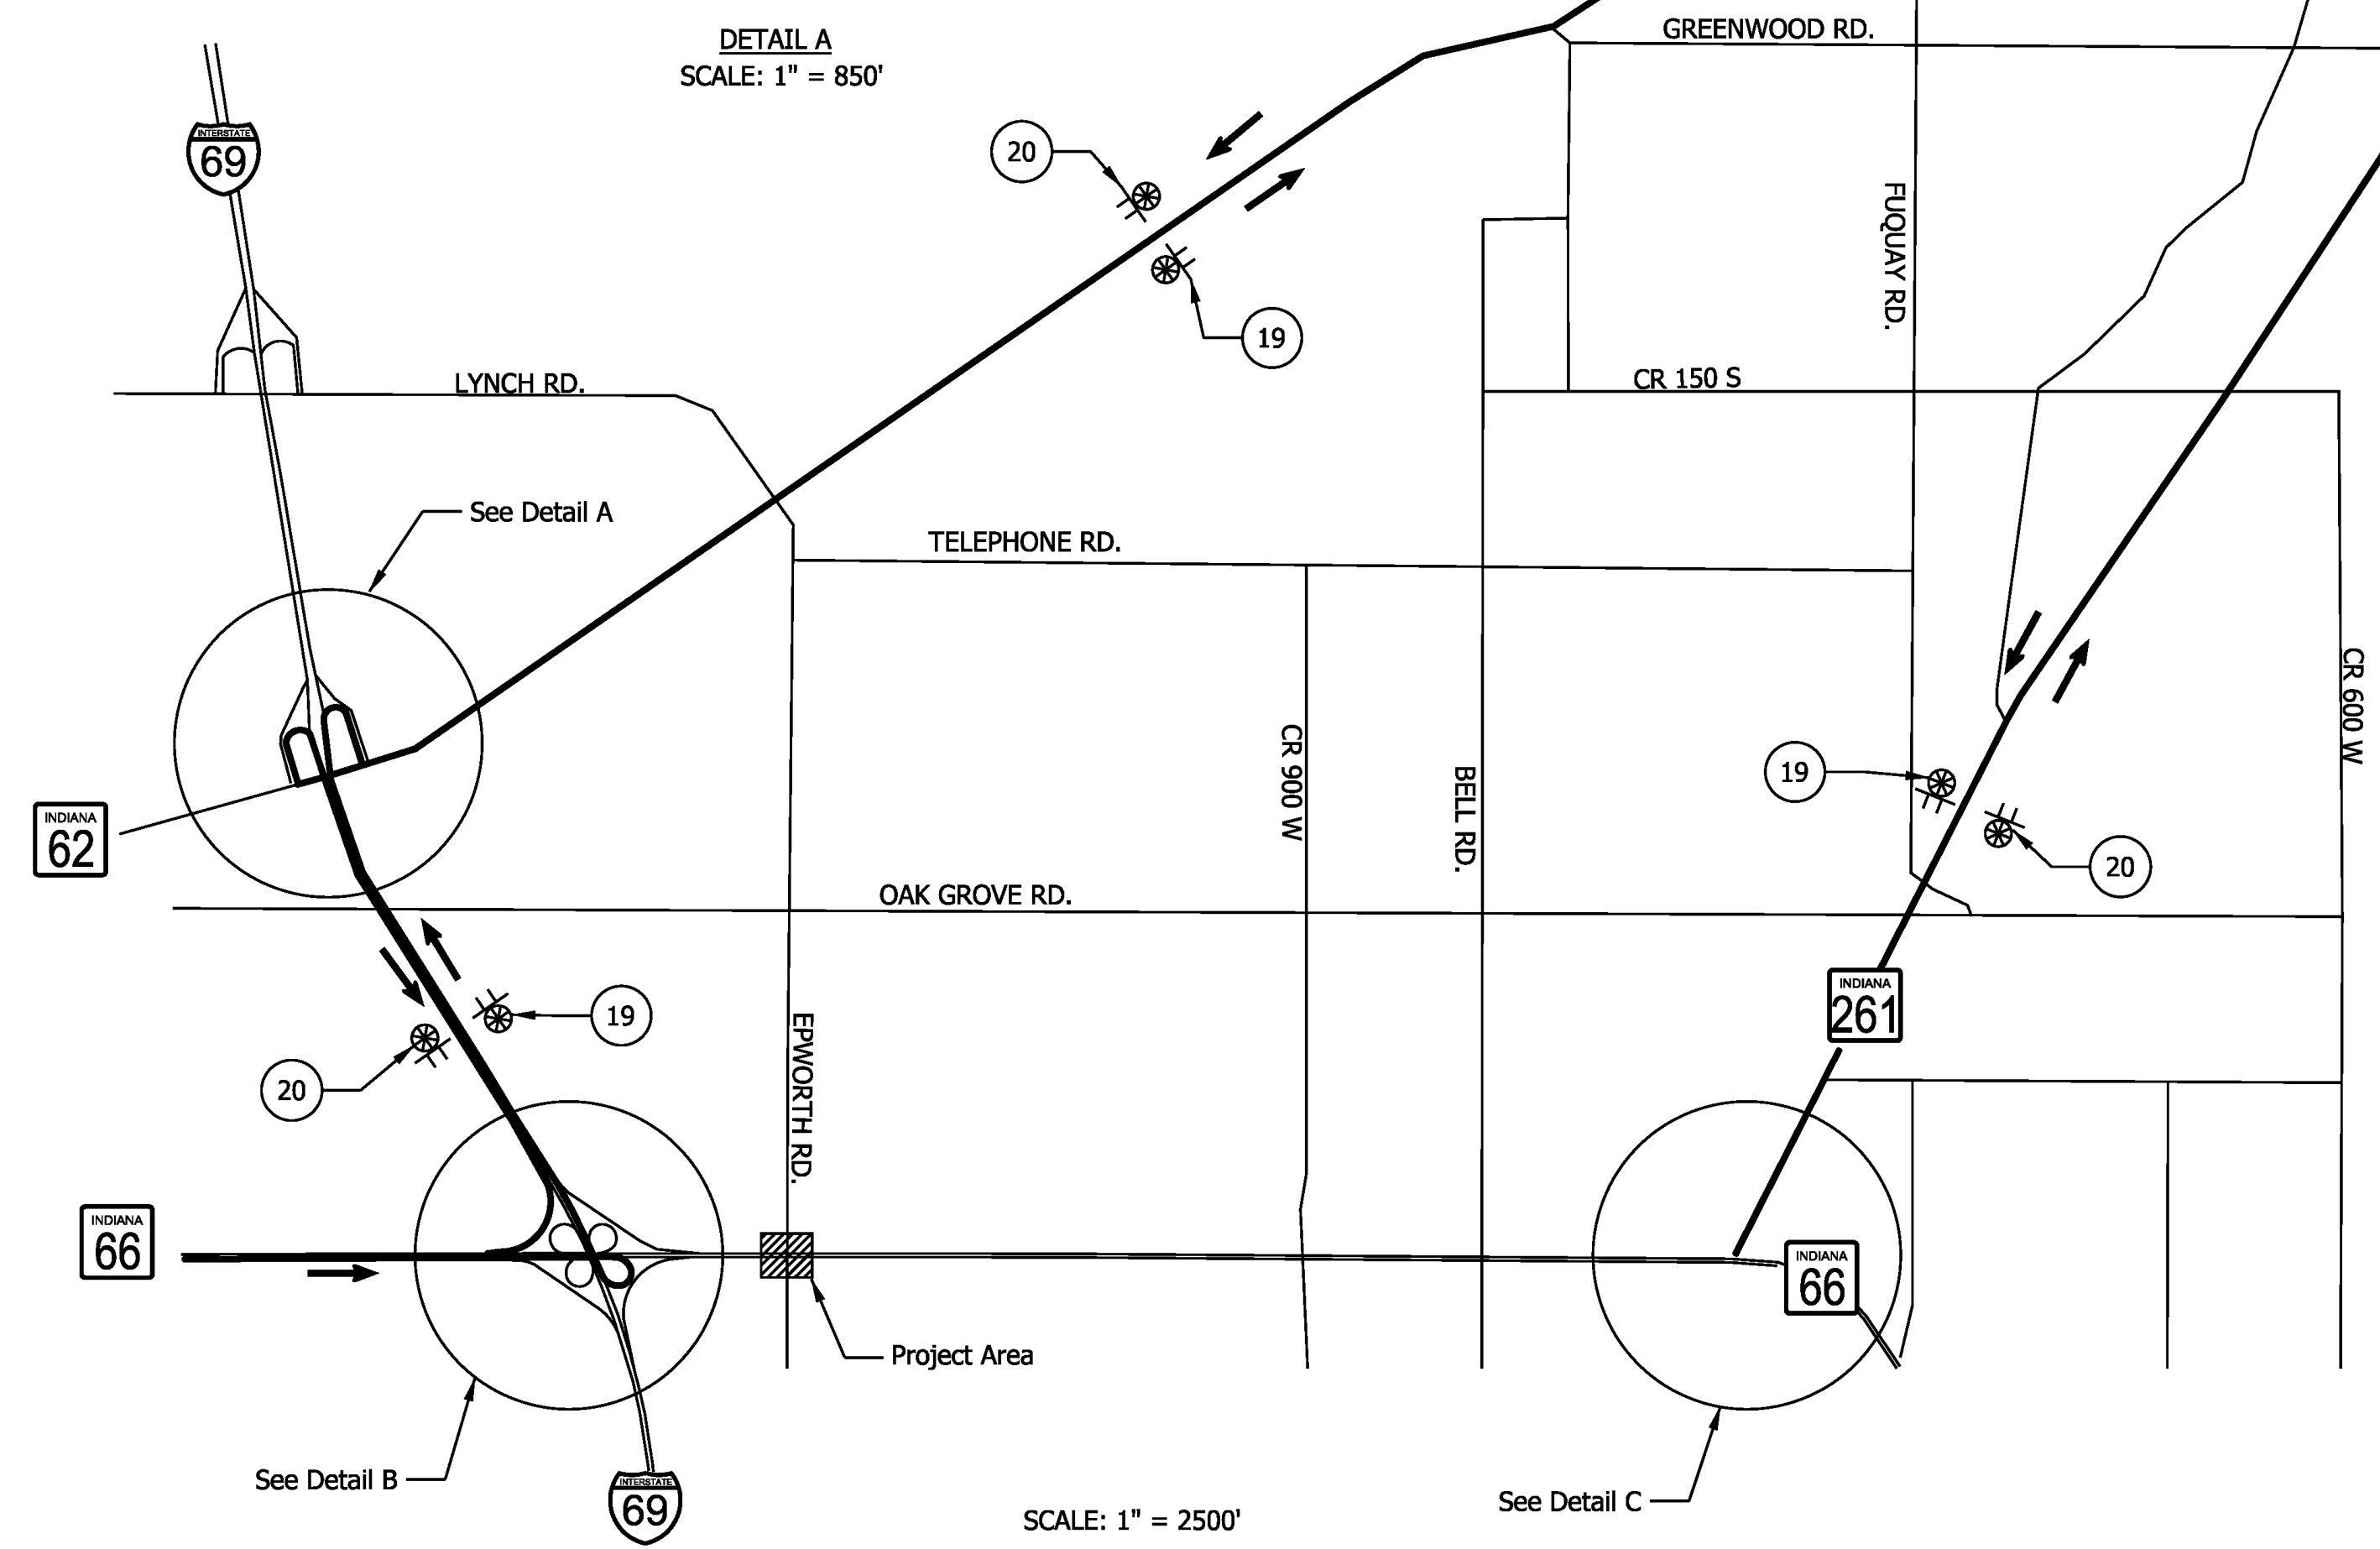 DETAIL A
SCALE: 1" = 850'
GREENWOOD RD.
INTERSTATE
69
20
19
FUQUAY RD.
LYNCH RD.
CR 150 S
See Detail A
TELEPHONE RD.
CR 600 W
CR 900 W
BELL RD.
19
20
INDIANA
62
OAK GROVE RD.
INDIANA
261
19
20
EPWORTH RD.
INDIANA
66
INDIANA
66
Project Area
See Detail B
INTERSTATE
69
SCALE: 1" = 2500'
See Detail C